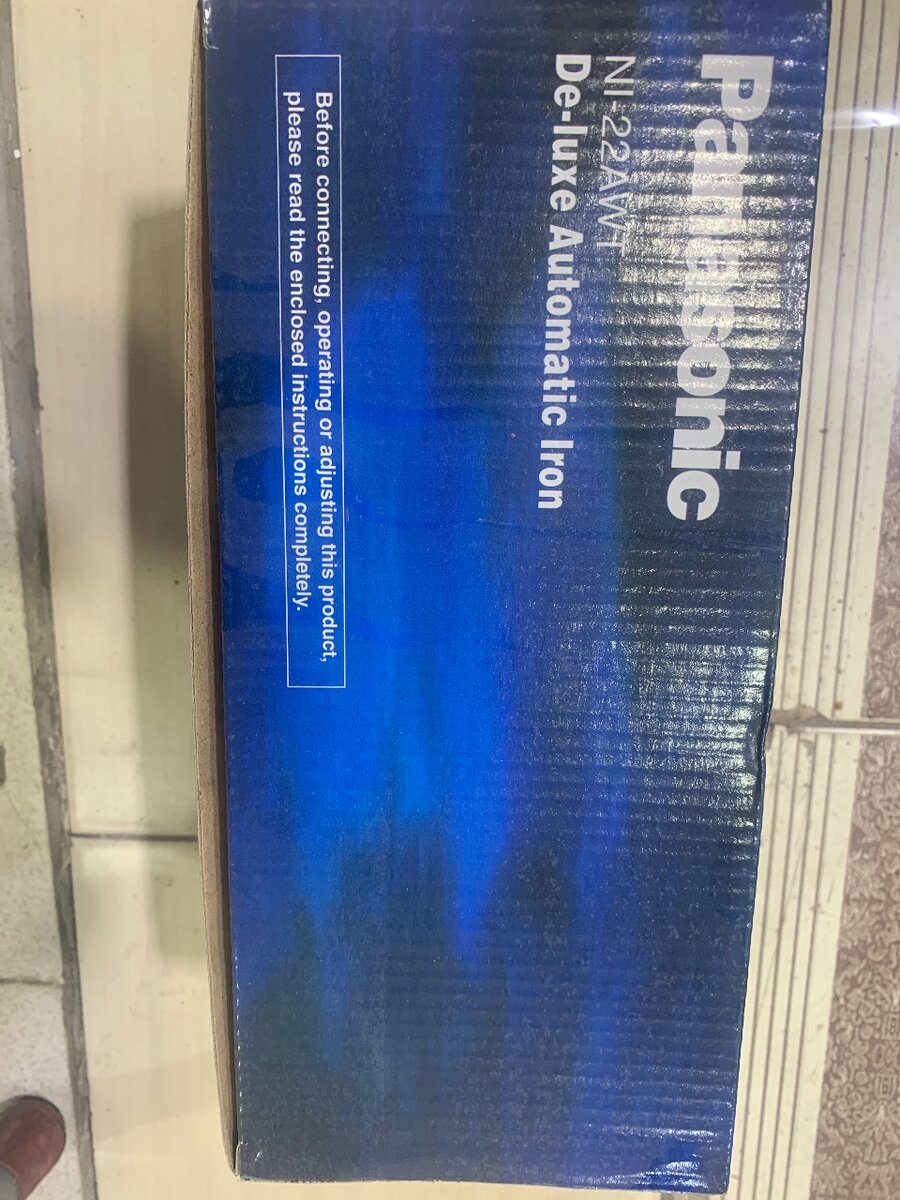 Panasonic
NI-22AWT
De-luxe Automatic Iron
Before connecting, operating or adjusting this product,
please read the enclosed instructions completely.